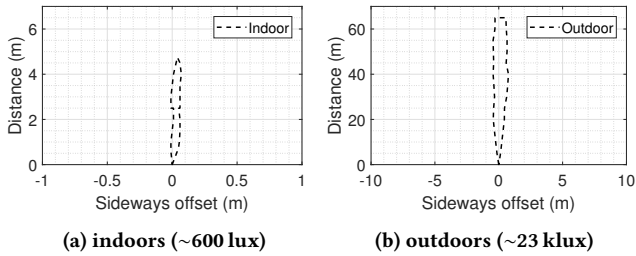 6
4
2
0
Distance (m)
Indoor
-1 -0.5 0 0.5 1
Sideways offset (m)
(a) indoors (~600 lux)
60
40
20
0
Distance (m)
Outdoor
-10 -5 0 5 10
Sideways offset (m)
(b) outdoors (~23 klux)